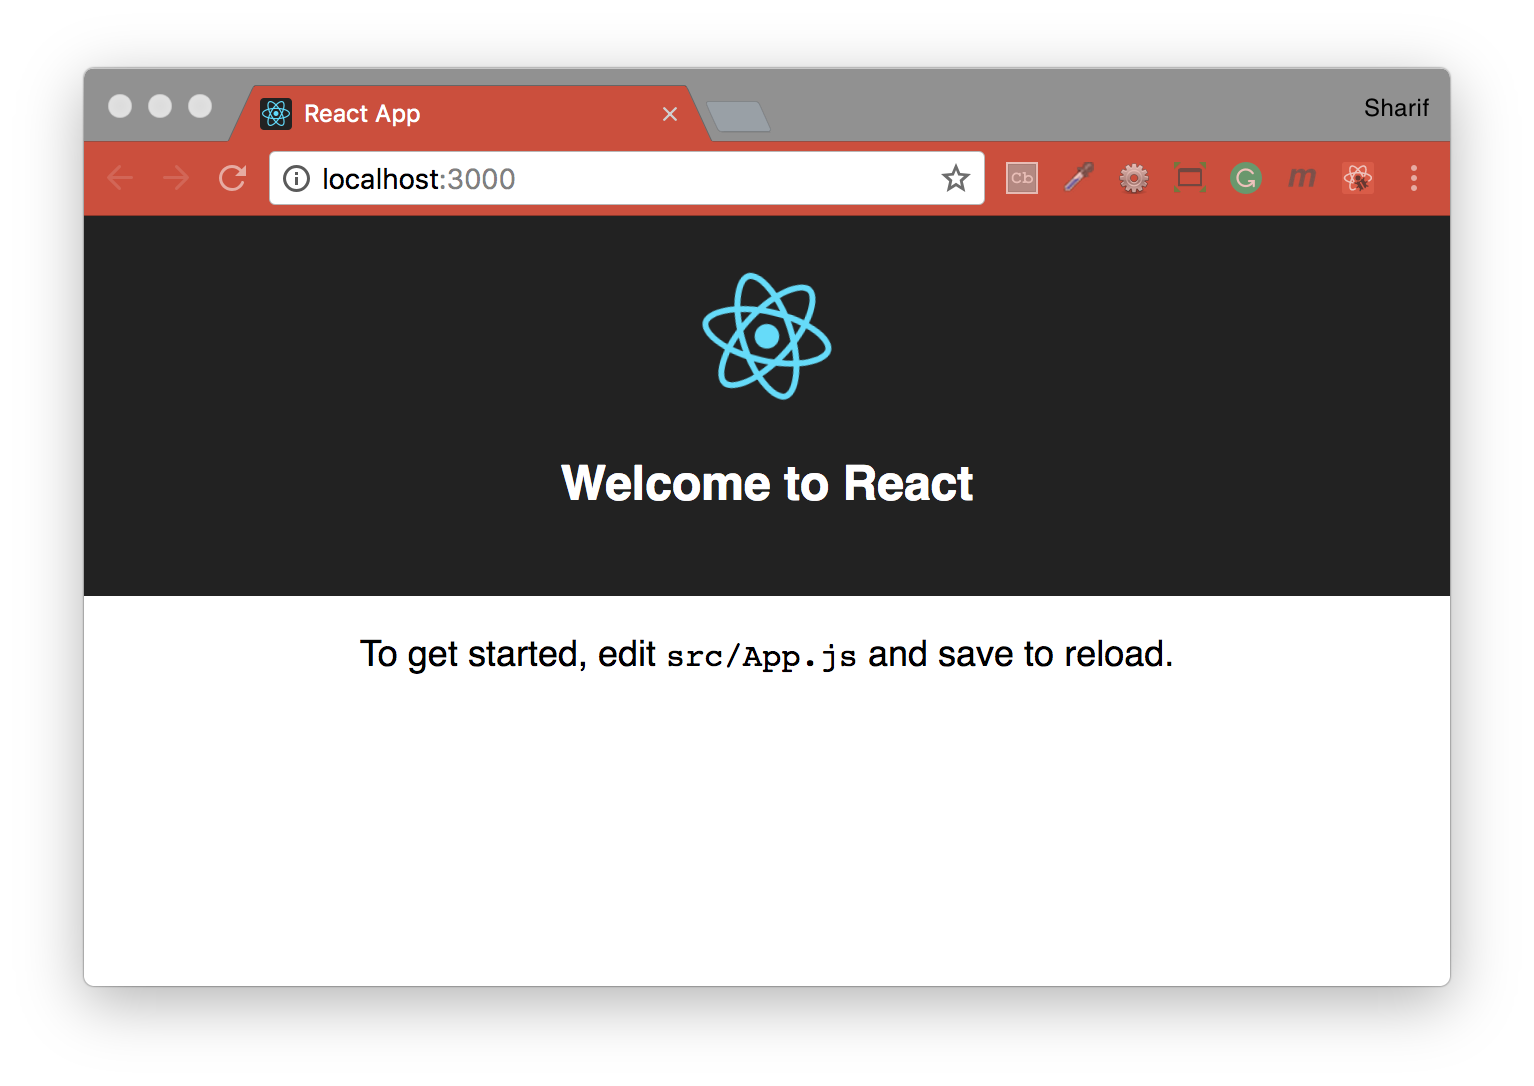 React App
Sharif
localhost:3000
cb
G
m
Welcome to React
To get started, edit src/App.js and save to reload.